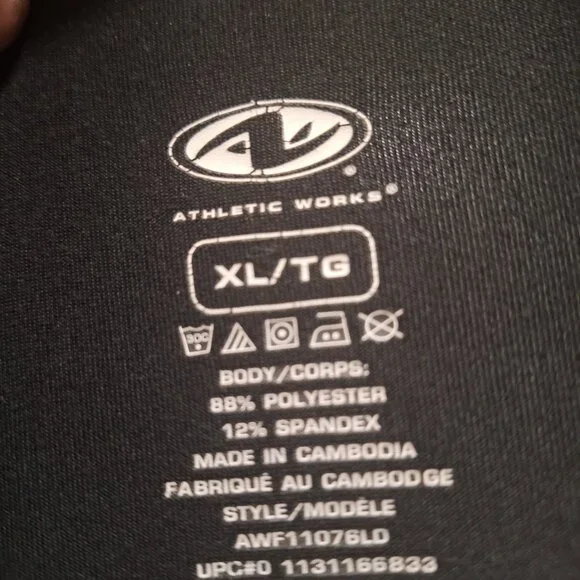 ATHLETIC WORKS®
XL/TG
30C
BODY/CORPS:
88% POLYESTER
12% SPANDEX
MADE IN CAMBODIA
FABRIQUÉ AU CAMBODGE
STYLE/MODÈLE
AWF11076LD
UPC#0 1131166833